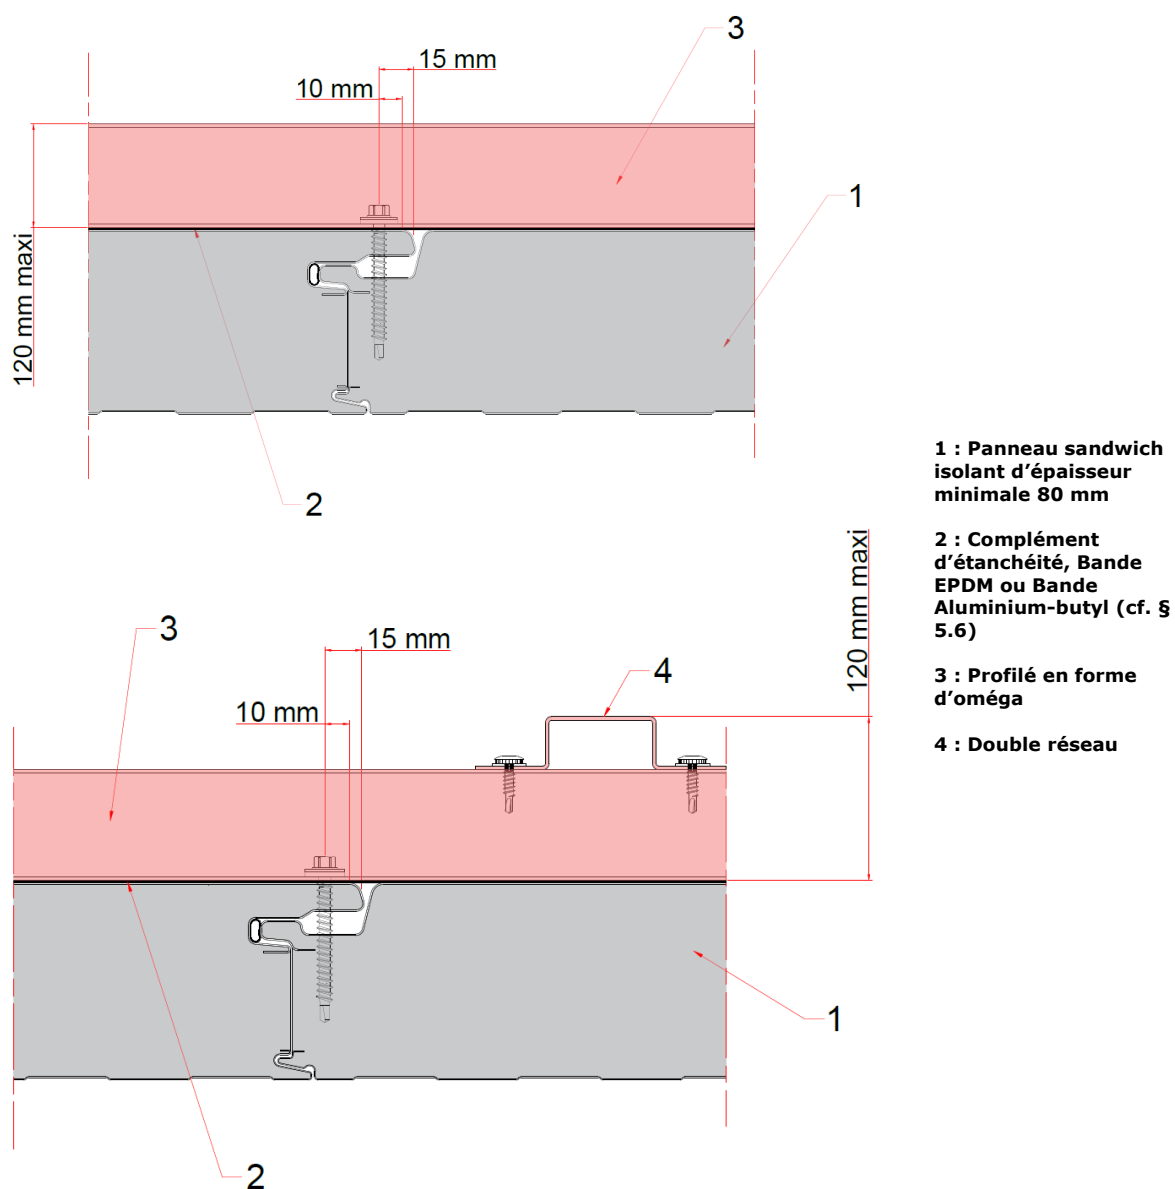 3
15 mm
10 mm
1
120 mm maxi
2
1 : Panneau sandwich
isolant d’épaisseur
minimale 80 mm
2 : Complément
d’étanchéité, Bande
EPDM ou Bande
Aluminium-butyl (cf. §
5.6)
3 : Profilé en forme
d’oméga
4 : Double réseau
120 mm maxi
3
15 mm
4
10 mm
1
2